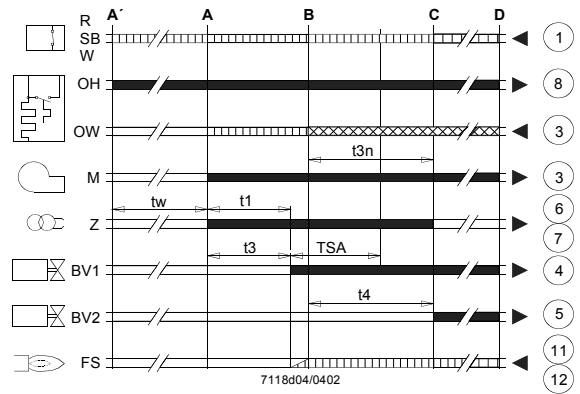 R A´ A B C D
SB 1
W
OH 8
OW 3
t3n
M 3
tw t1 6
Z 7
t3 TSA
BV1 4
t4
BV2 5
FS 11
12
7118d04/0402